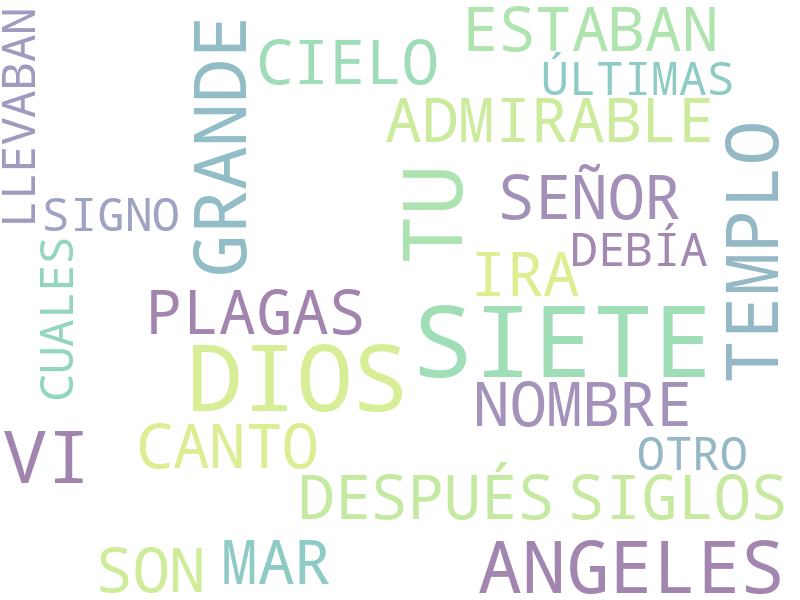 LLEVABAN
GRANDE
CIELO
ESTABAN
ÚLTIMAS
ADMIRABLE
TEMPLO
TU
SEÑOR
SIGNO
DEBÍA
CUALES
IRA
PLAGAS
SIETE
DIOS
NOMBRE
CANTO
VI
OTRO
DESPUÉS
SIGLOS
SON
MAR
ANGELES